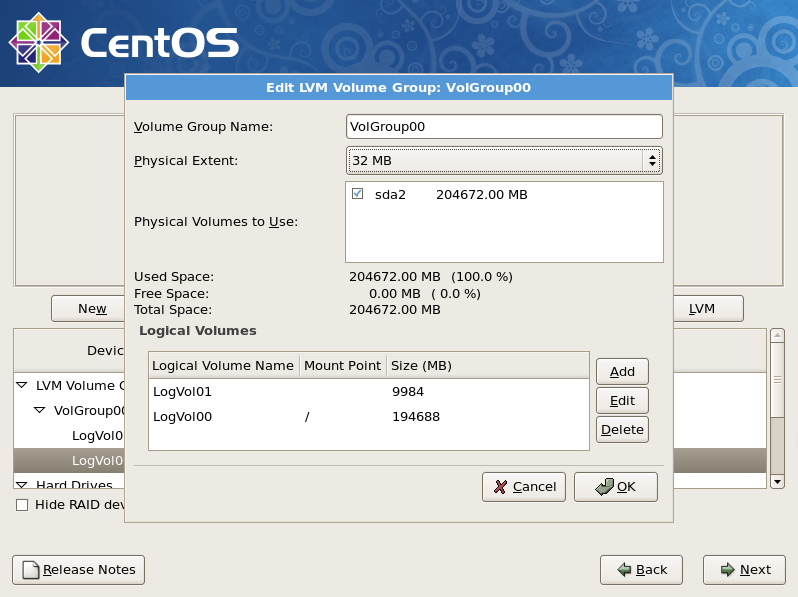 CentOS
Edit LVM Volume Group: VolGroup00
Volume Group Name: VolGroup00
Physical Extent: 32 MB
sda2 204672.00 MB
Physical Volumes to Use:
Used Space: 204672.00 MB (100.0 %)
Free Space: 0.00 MB ( 0.0 %)
Total Space: 204672.00 MB
Logical Volumes
Logical Volume Name Mount Point Size (MB)
LogVol01 9984
LogVol00 / 194688
Add
Edit
Delete
Cancel OK
New LVM
Devic
LVM Volume G
VolGroup00
LogVol0
LogVol0
Hard Drives
Hide RAID dev
Release Notes Back Next